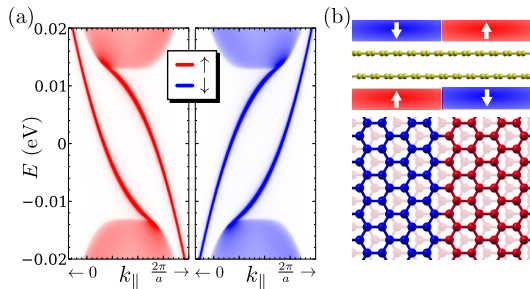 (a)
(b)
↑
↓
E (eV)
0.02
0.01
0
−0.01
−0.02
← 0 k∥ 2π/a →
← 0 k∥ 2π/a →